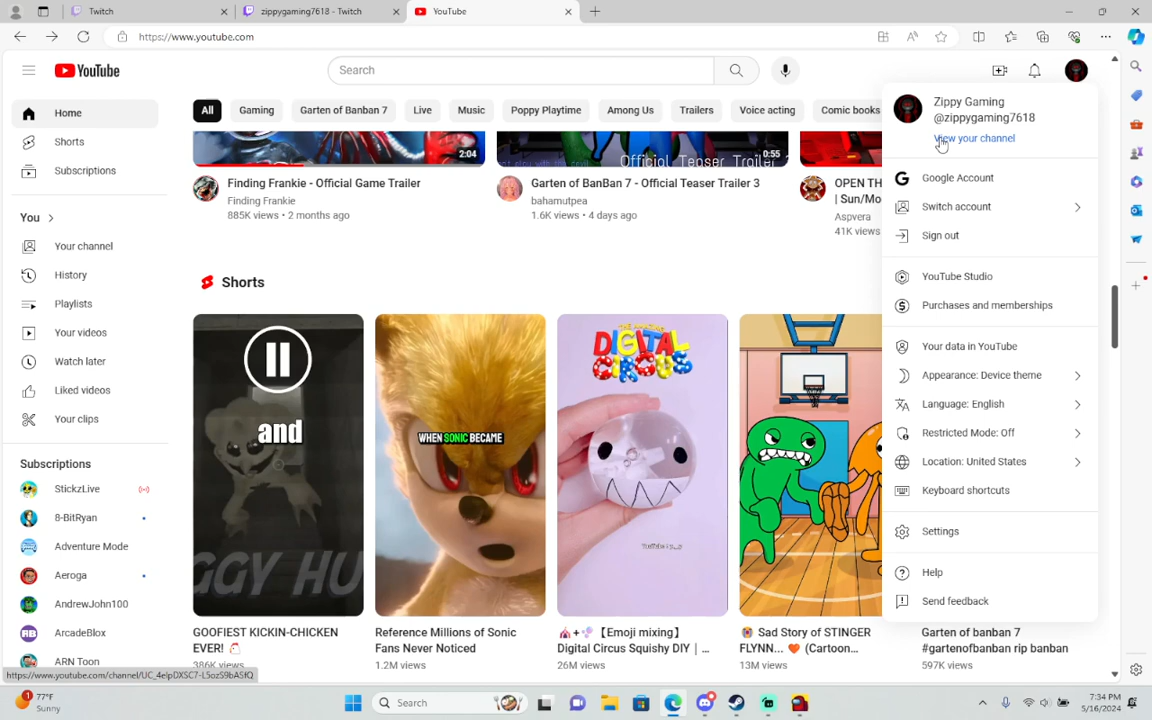 Twitch
zippygaming7618 - Twitch
YouTube
https://www.youtube.com
YouTube
Search
Home
Shorts
Subscriptions
You
Your channel
History
Playlists
Your videos
Watch later
Liked videos
Your clips
Subscriptions
StickzLive
8-BitRyan
Adventure Mode
Aeroga
AndrewJohn100
ArcadeBlox
ARN Toon
All
Gaming
Garten of Banban 7
Live
Music
Poppy Playtime
Among Us
Trailers
Voice acting
Comic books
2:04
Official Teaser Trailer
0:55
Finding Frankie - Official Game Trailer
Finding Frankie
885K views • 2 months ago
Garten of BanBan 7 - Official Teaser Trailer 3
bahamutpea
1.6K views • 4 days ago
OPEN TH
| Sun/Mo
Aspvera
41K views
Shorts
and
GGY HU
WHEN SONIC BECAME
THE AMAZING
DIGITAL
CIRCUS
GOOFIEST KICKIN-CHICKEN
EVER!
386K views
Reference Millions of Sonic
Fans Never Noticed
1.2M views
+ 【Emoji mixing】
Digital Circus Squishy DIY | ...
26M views
Sad Story of STINGER
FLYNN... (Cartoon...
13M views
Garten of banban 7
#gartenofbanban rip banban
597K views
Zippy Gaming
@zippygaming7618
View your channel
Google Account
Switch account
Sign out
YouTube Studio
Purchases and memberships
Your data in YouTube
Appearance: Device theme
Language: English
Restricted Mode: Off
Location: United States
Keyboard shortcuts
Settings
Help
Send feedback
https://www.youtube.com/channel/UC_4elpDXSC7-L5ozS9bASfQ
1
77°F
Sunny
Search
7:34 PM
5/16/2024